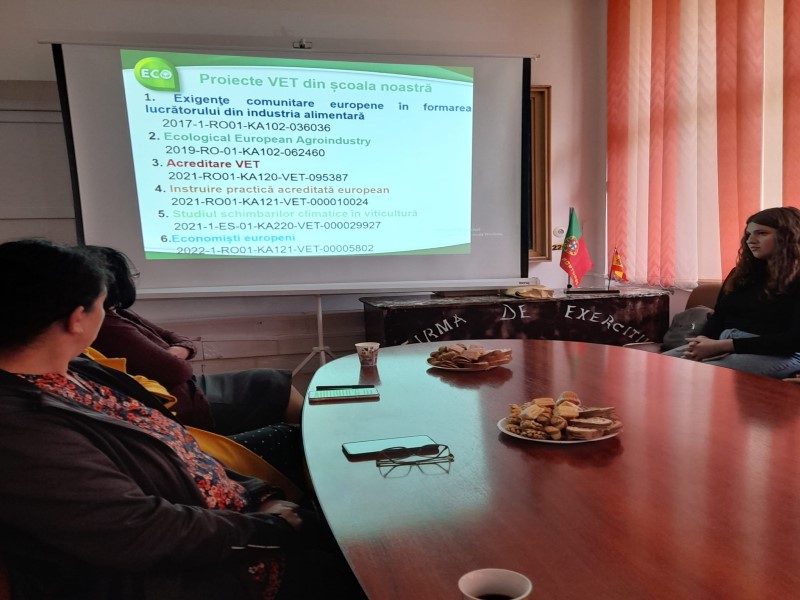 ECO
Proiecte VET din școala noastră
1. Exigenţe comunitare europene în formarea
lucrătorului din industria alimentară
2017-1-RO01-KA102-036036
2. Ecological European Agroindustry
2019-RO-01-KA102-062460
3. Acreditare VET
2021-RO01-KA120-VET-095387
4. Instruire practică acreditată european
2021-RO01-KA121-VET-000010024
5. Studiul schimbarilor climatice în viticultură
2021-1-ES-01-KA220-VET-000029927
6.Economiști europeni
2022-1-RO01-KA121-VET-00005802
FIRMA DE EXERCIȚIU